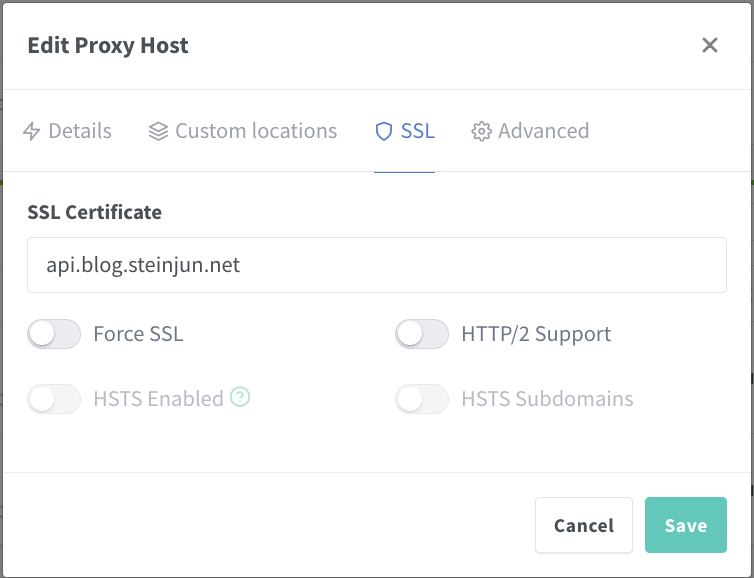 Edit Proxy Host
Details Custom locations SSL Advanced
SSL Certificate
api.blog.steinjun.net
Force SSL HTTP/2 Support
HSTS Enabled ? HSTS Subdomains
Cancel Save